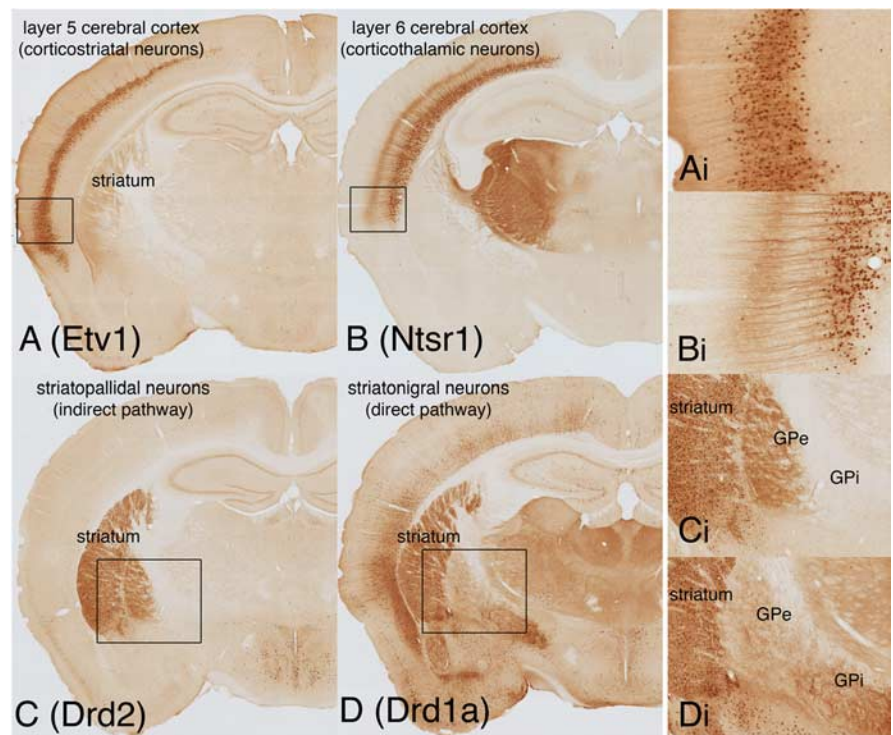 layer 5 cerebral cortex
(corticostriatal neurons)
striatum
A (Etv1)
layer 6 cerebral cortex
(corticothalamic neurons)
B (Ntsr1)
Ai
Bi
striatopallidal neurons
(indirect pathway)
striatum
C (Drd2)
striatonigral neurons
(direct pathway)
striatum
D (Drd1a)
striatum
GPe
GPi
Ci
striatum
GPe
GPi
Di